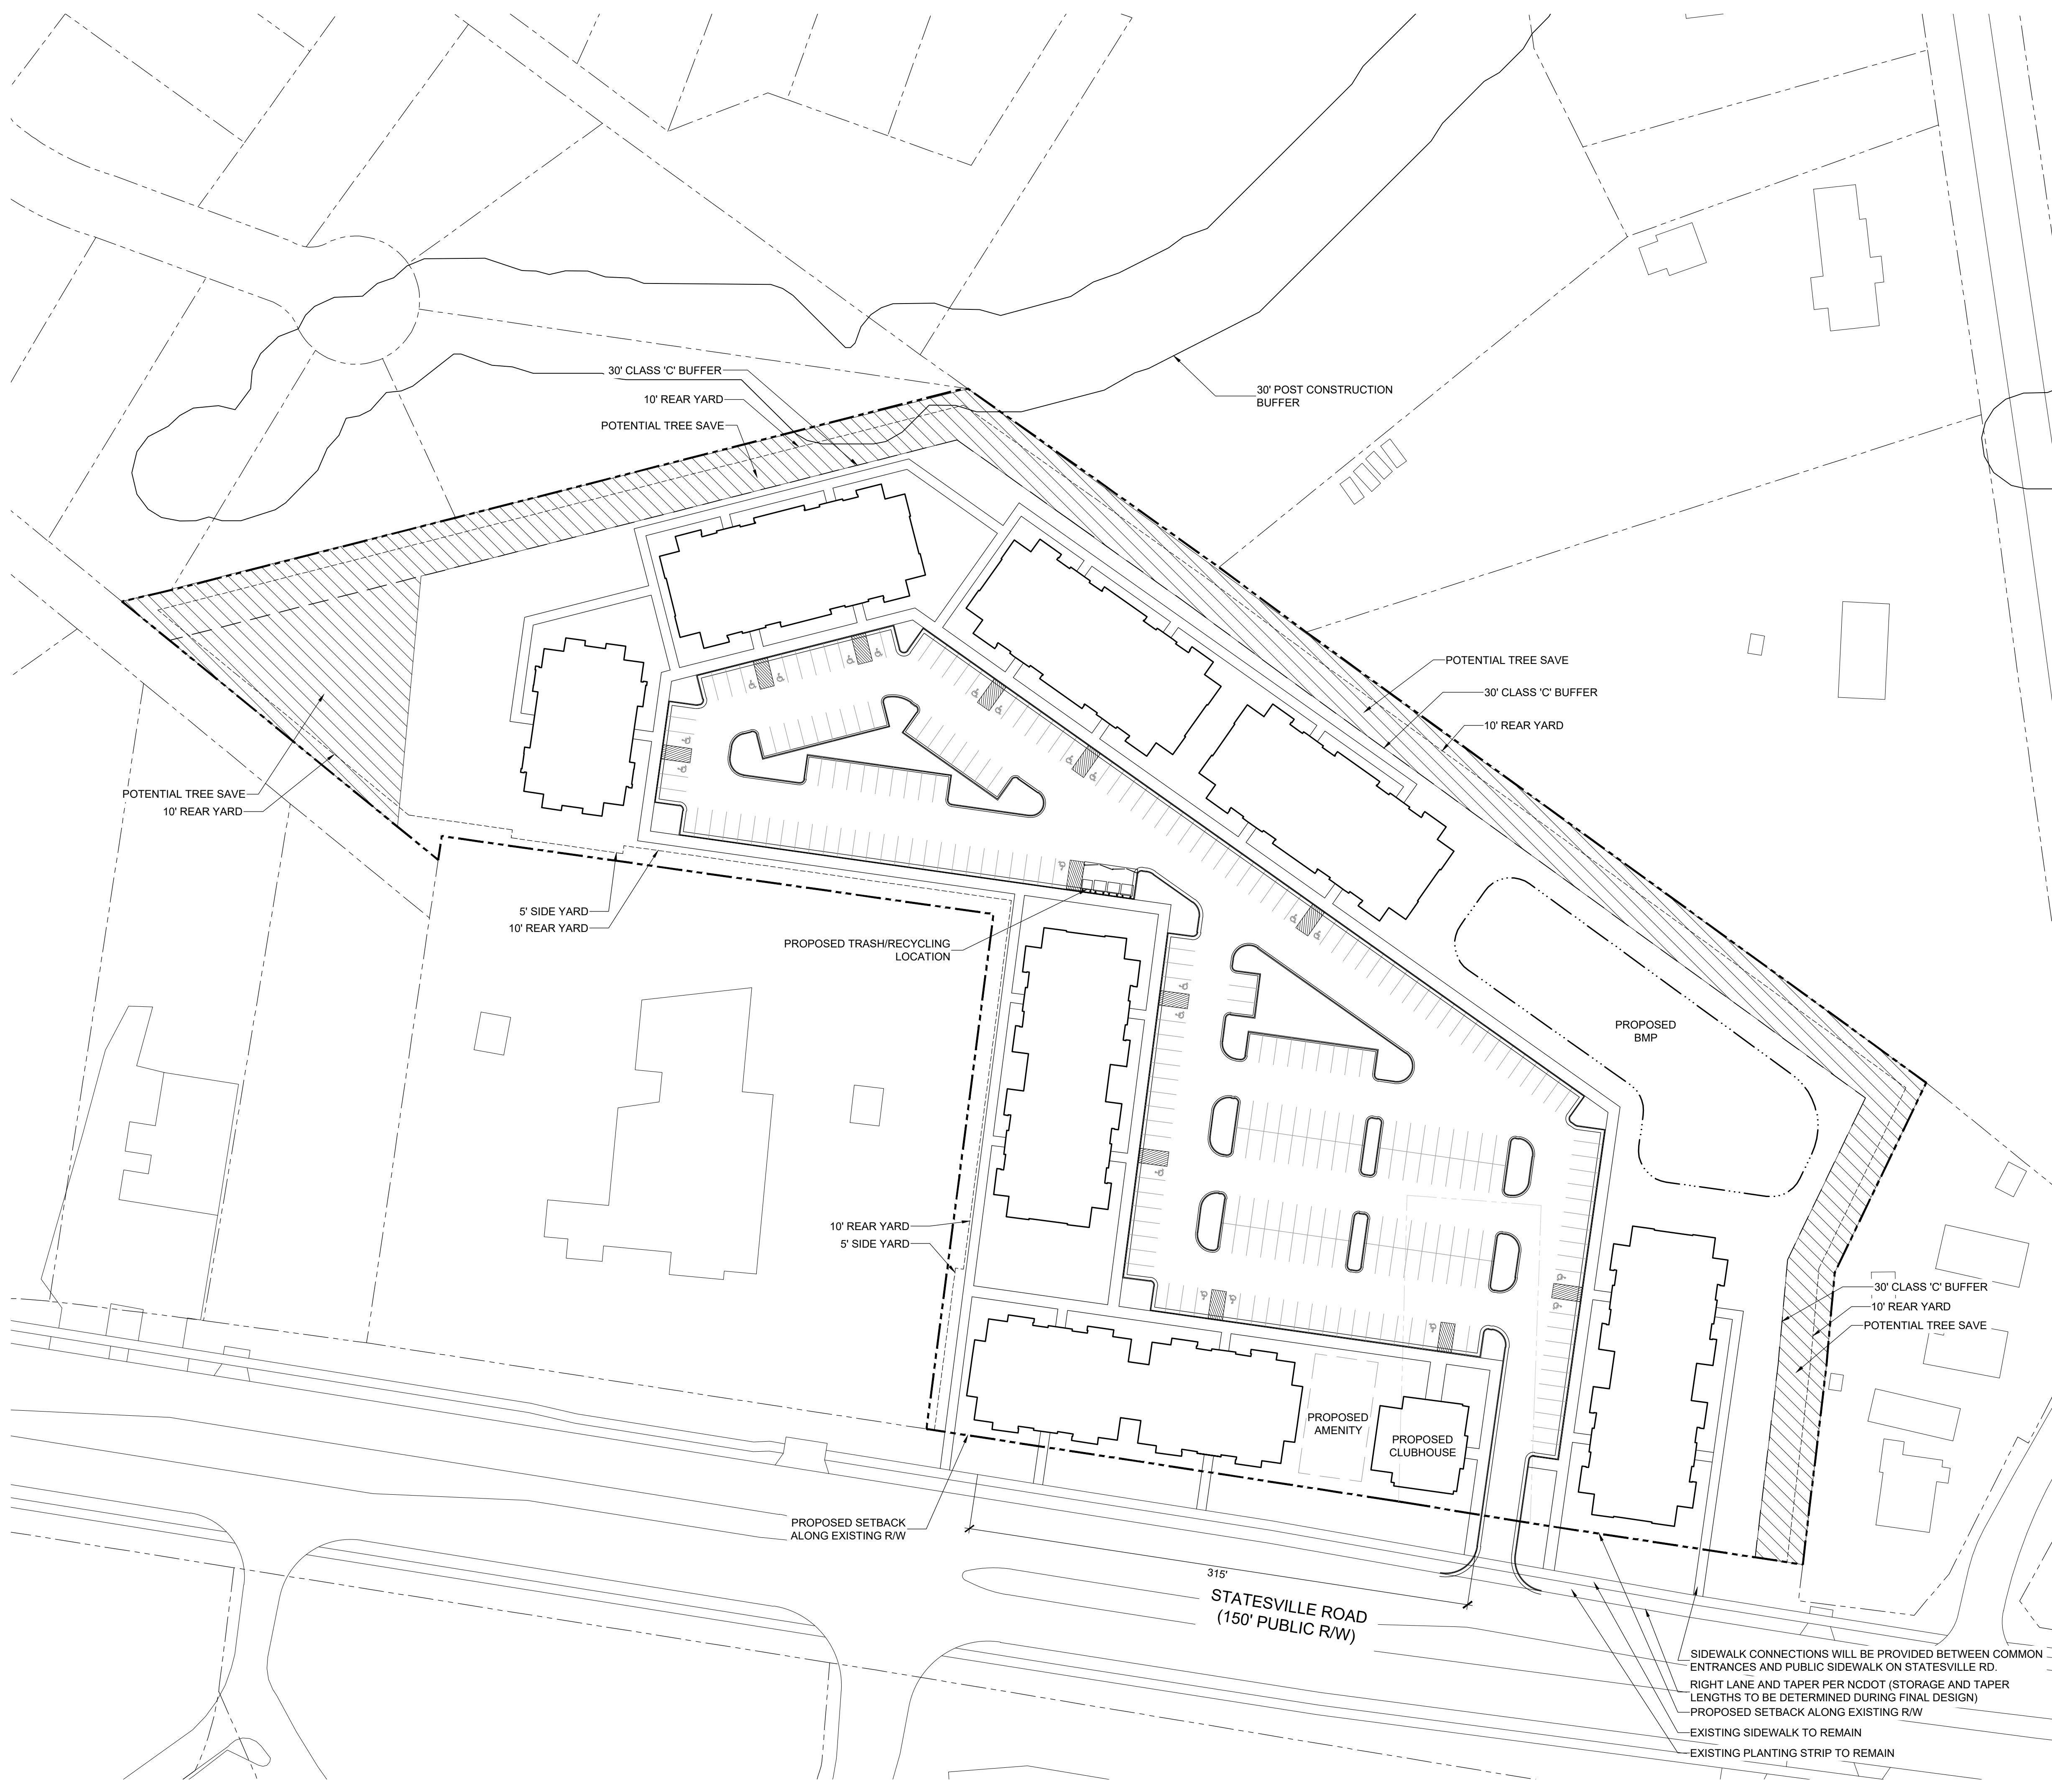 30' CLASS 'C' BUFFER
10' REAR YARD
POTENTIAL TREE SAVE
30' POST CONSTRUCTION
BUFFER
POTENTIAL TREE SAVE
30' CLASS 'C' BUFFER
10' REAR YARD
POTENTIAL TREE SAVE
10' REAR YARD
5' SIDE YARD
10' REAR YARD
PROPOSED TRASH/RECYCLING
LOCATION
PROPOSED
BMP
10' REAR YARD
5' SIDE YARD
30' CLASS 'C' BUFFER
10' REAR YARD
POTENTIAL TREE SAVE
PROPOSED
AMENITY
PROPOSED
CLUBHOUSE
PROPOSED SETBACK
ALONG EXISTING R/W
315'
STATESVILLE ROAD
(150' PUBLIC R/W)
SIDEWALK CONNECTIONS WILL BE PROVIDED BETWEEN COMMON
ENTRANCES AND PUBLIC SIDEWALK ON STATESVILLE RD.
RIGHT LANE AND TAPER PER NCDOT (STORAGE AND TAPER
LENGTHS TO BE DETERMINED DURING FINAL DESIGN)
PROPOSED SETBACK ALONG EXISTING R/W
EXISTING SIDEWALK TO REMAIN
EXISTING PLANTING STRIP TO REMAIN